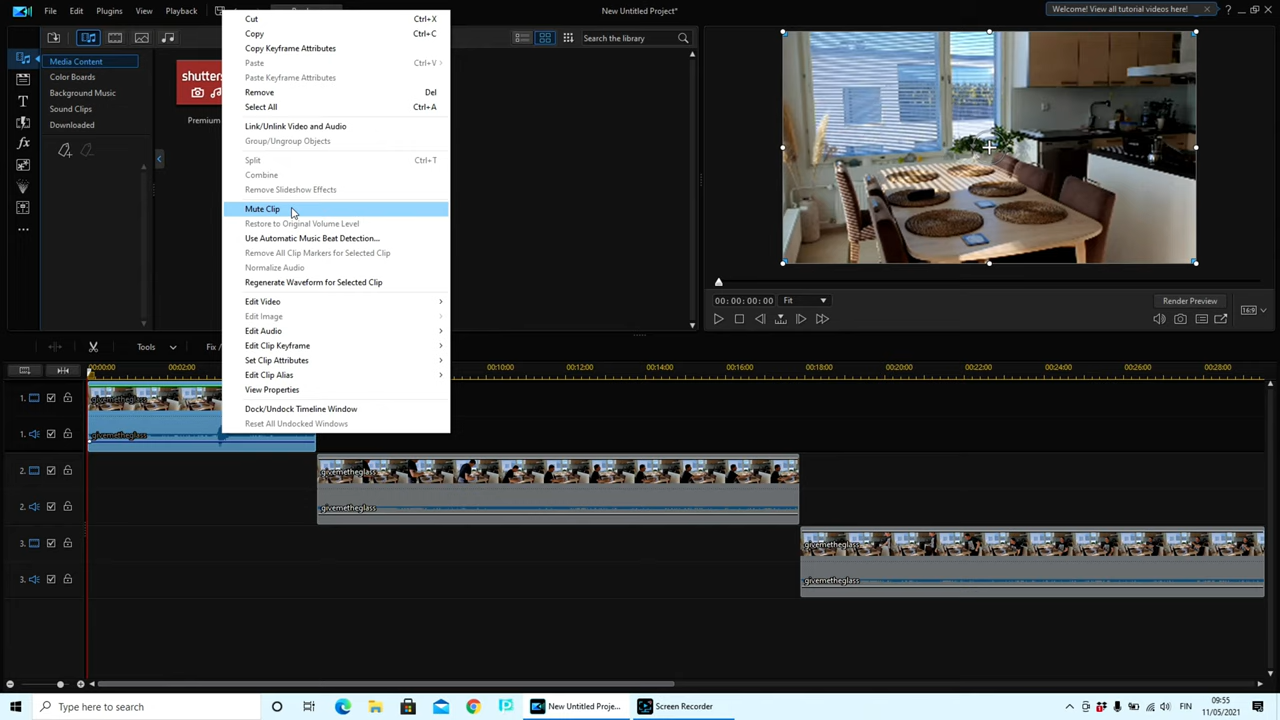 File Edit Plugins View Playback
New Untitled Project*
Welcome! View all tutorial videos here!
Search the library
Media Content
Color Boards
Background Music
Sound Clips
Premium
Cut Ctrl+X
Copy Ctrl+C
Copy Keyframe Attributes
Paste Ctrl+V
Paste Keyframe Attributes
Remove Del
Select All Ctrl+A
Link/Unlink Video and Audio
Group/Ungroup Objects
Split Ctrl+T
Combine
Remove Slideshow Effects
Mute Clip
Restore to Original Volume Level
Use Automatic Music Beat Detection...
Remove All Clip Markers for Selected Clip
Normalize Audio
Regenerate Waveform for Selected Clip
Edit Video
Edit Image
Edit Audio
Edit Clip Keyframe
Set Clip Attributes
Edit Clip Alias
View Properties
Dock/Undock Timeline Window
Reset All Undocked Windows
00:00:00:00 Fit
Render Preview
16:9
Tools
Fix /
00:00:00 00:02:00 00:10:00 00:12:00 00:14:00 00:16:00 00:18:00 00:20:00 00:22:00 00:24:00 00:26:00 00:28:00
1. givemetheglass
1. givemetheglass
2. givemetheglass
2. givemetheglass
3. givemetheglass
3. givemetheglass
Type here to search
New Untitled Proje...
Screen Recorder
FIN
09:55
11/05/2021